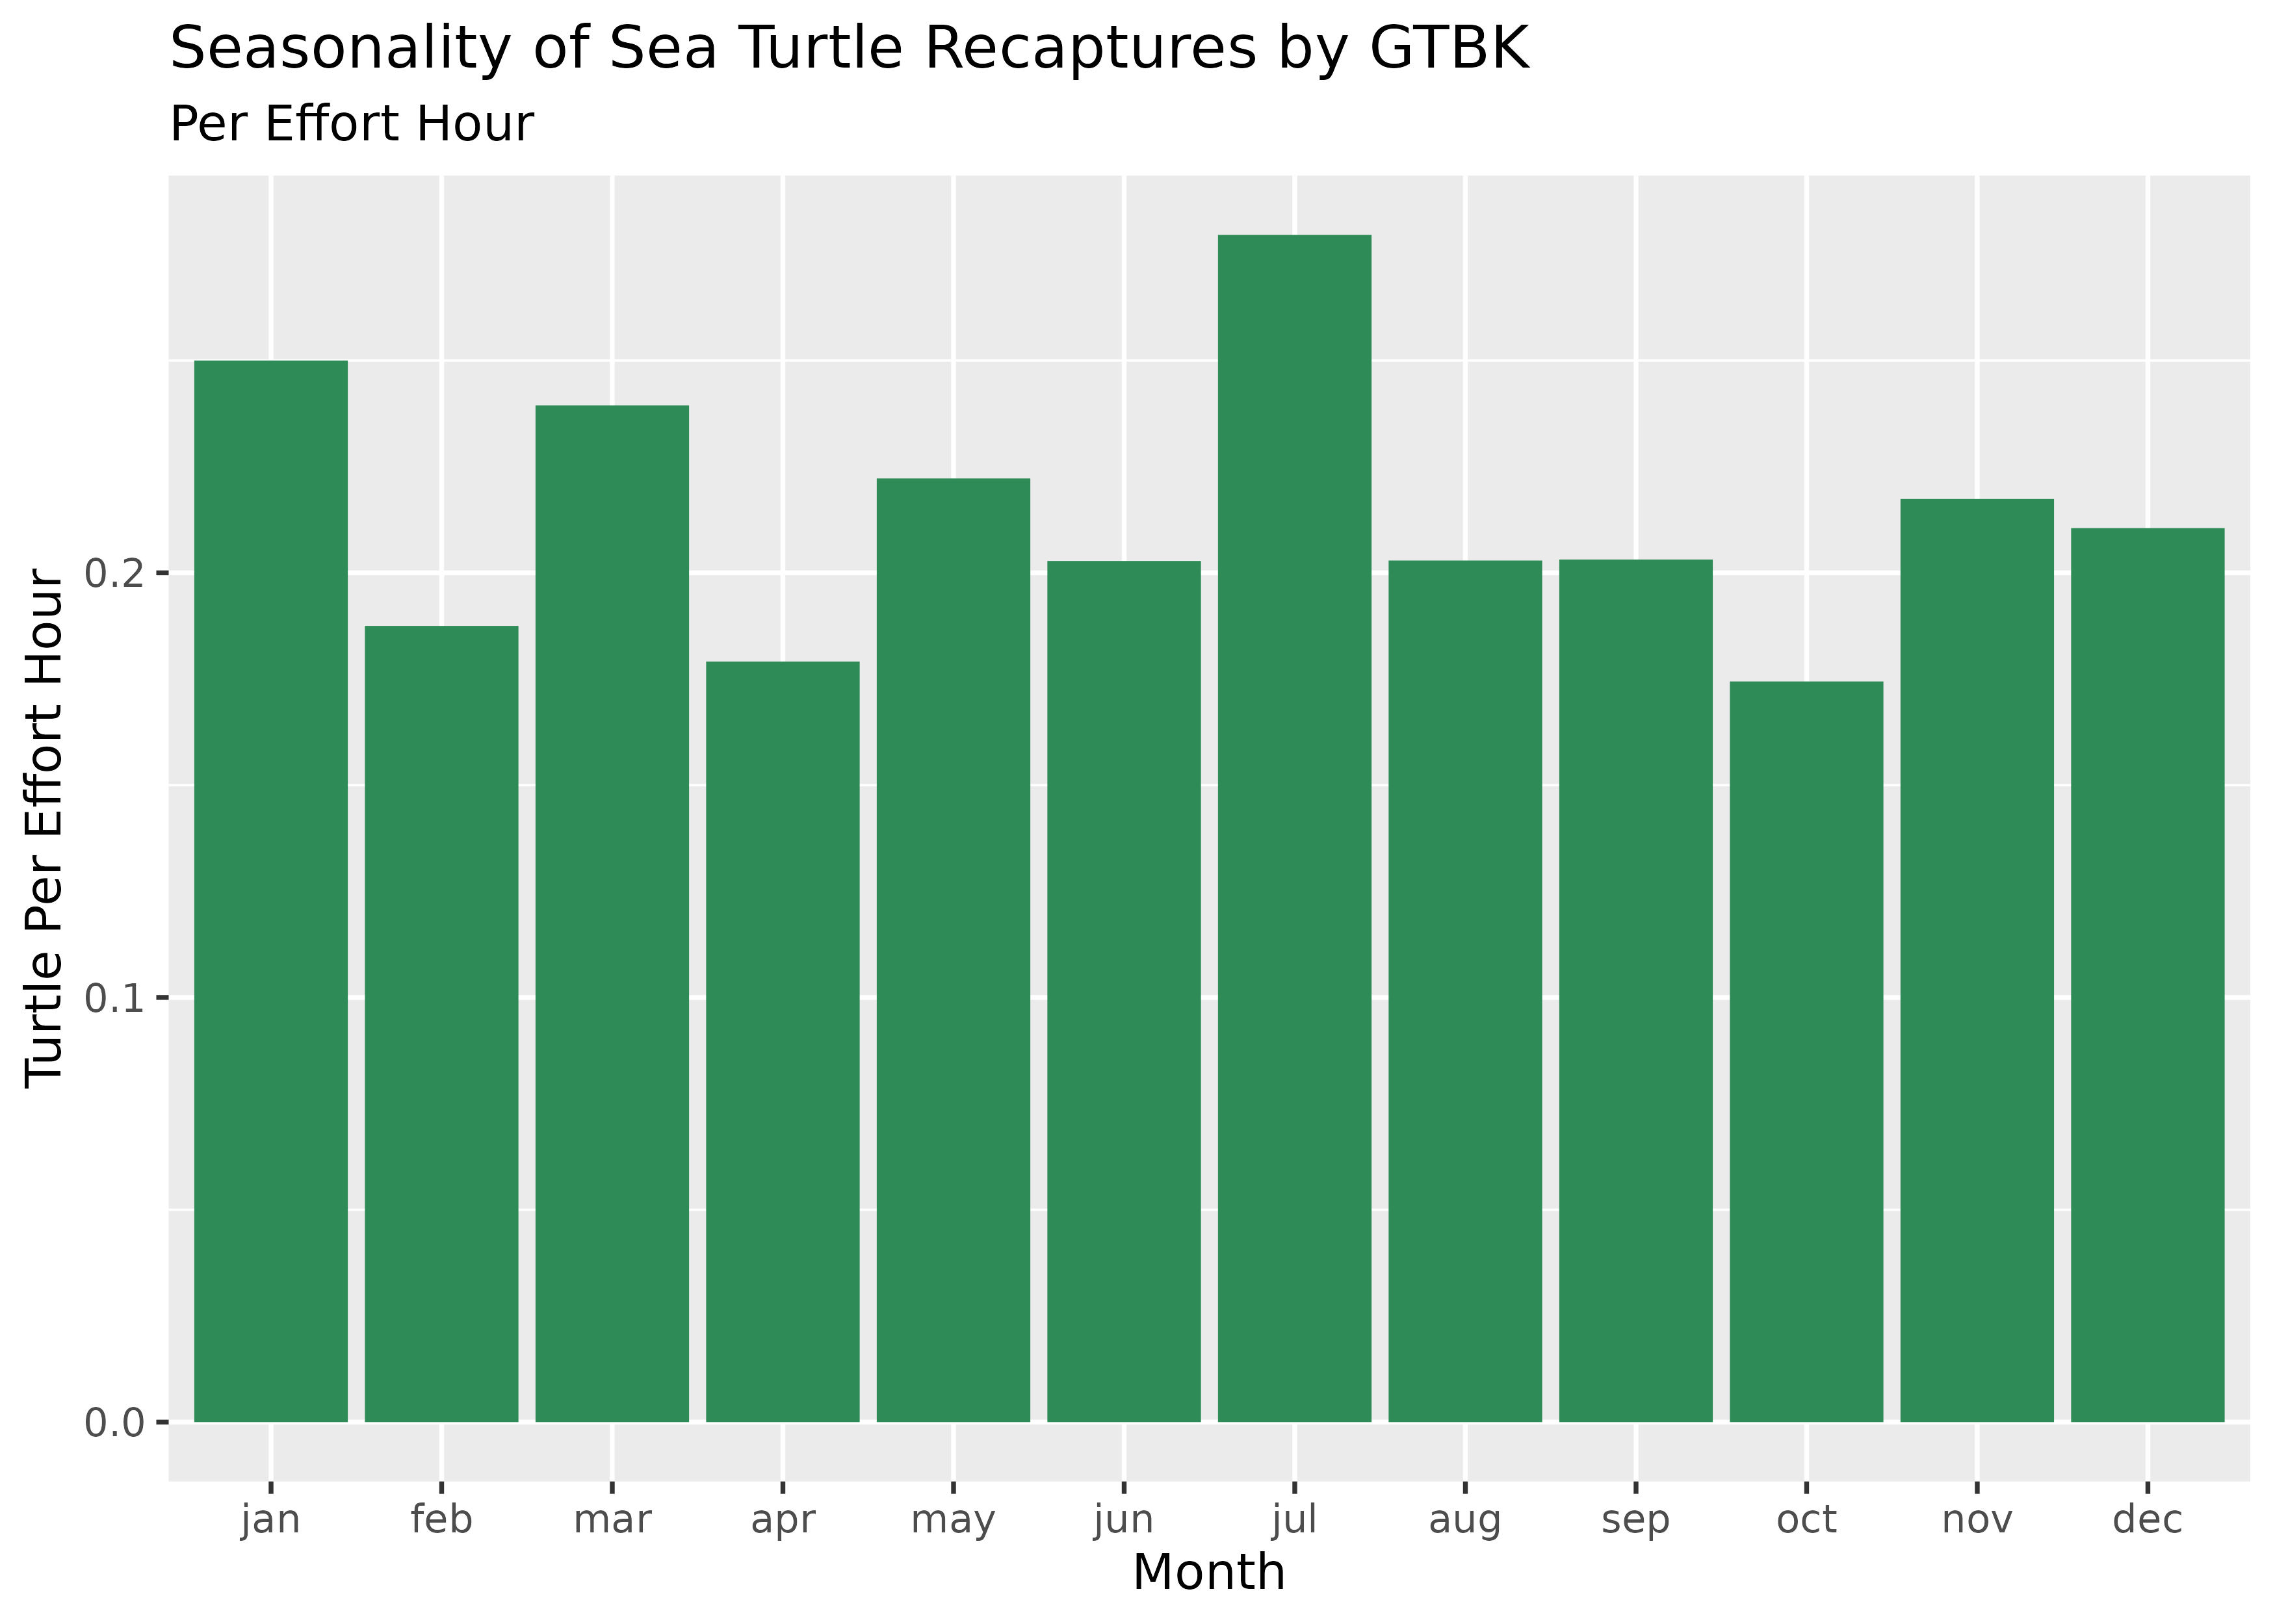 Seasonality of Sea Turtle Recaptures by GTBK
Per Effort Hour
Turtle Per Effort Hour
0.2
0.1
0.0
jan feb mar apr may jun jul aug sep oct nov dec
Month